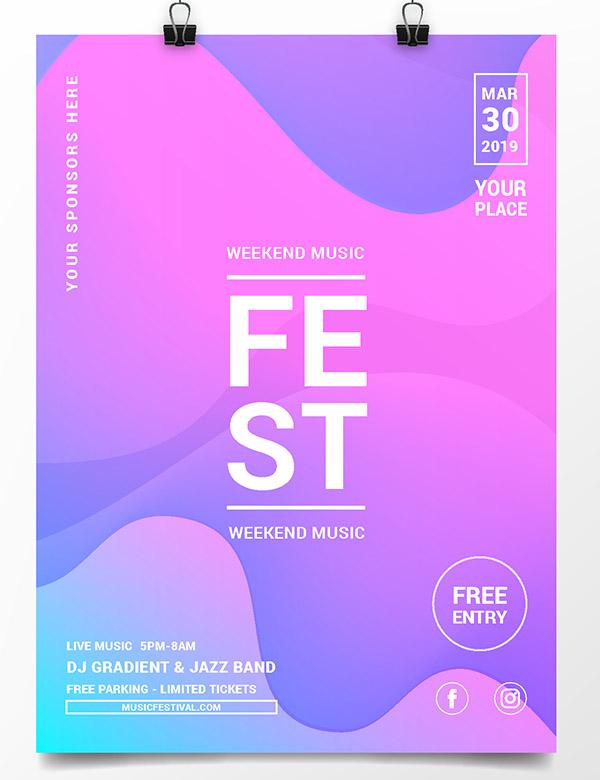 YOUR SPONSORS HERE
MAR
30
2019
YOUR
PLACE
WEEKEND MUSIC
FE
ST
WEEKEND MUSIC
FREE
ENTRY
LIVE MUSIC 5PM-8AM
DJ GRADIENT & JAZZ BAND
FREE PARKING - LIMITED TICKETS
MUSICFESTIVAL.COM